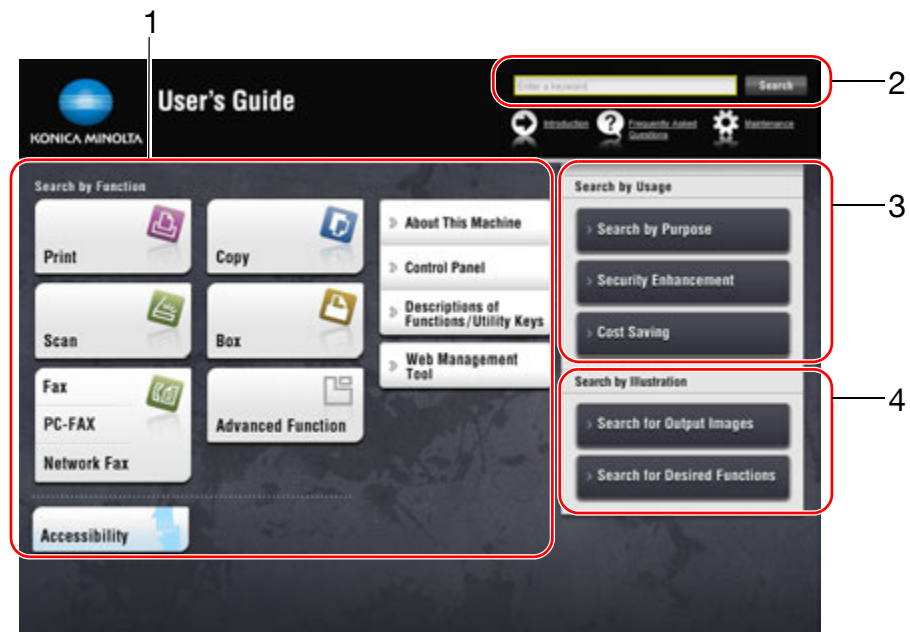 1
2
User's Guide
KONICA MINOLTA
Enter a keyword
Search
Introduction
Frequently Asked
Questions
Maintenance
Search by Function
Print
Copy
Scan
Box
Fax
PC-FAX
Network Fax
Advanced Function
Accessibility
About This Machine
Control Panel
Descriptions of
Functions/Utility Keys
Web Management
Tool
3
Search by Usage
Search by Purpose
Security Enhancement
Cost Saving
4
Search by Illustration
Search for Output Images
Search for Desired Functions